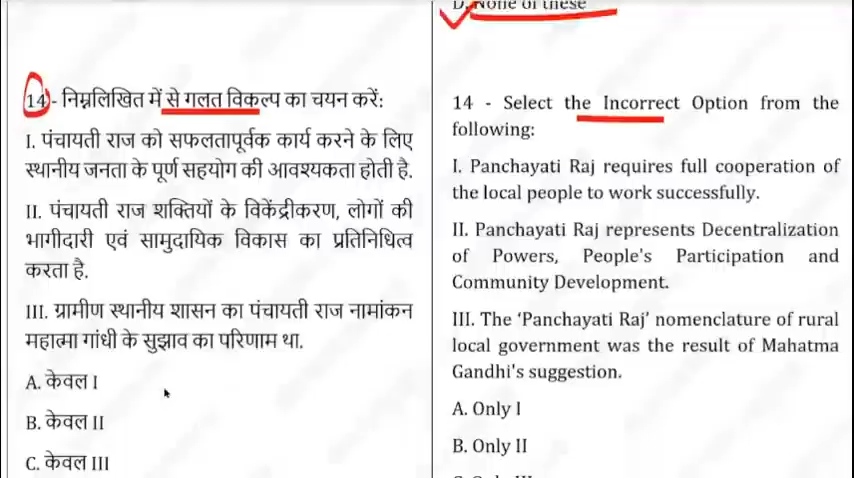 14 - निम्नलिखित में से गलत विकल्प का चयन करें:
I. पंचायती राज को सफलतापूर्वक कार्य करने के लिए
स्थानीय जनता के पूर्ण सहयोग की आवश्यकता होती है.
II. पंचायती राज शक्तियों के विकेंद्रीकरण, लोगों की
भागीदारी एवं सामुदायिक विकास का प्रतिनिधित्व
करता है.
III. ग्रामीण स्थानीय शासन का पंचायती राज नामांकन
महात्मा गांधी के सुझाव का परिणाम था.
A. केवल I
B. केवल II
C. केवल III
D. None of these
14 - Select the Incorrect Option from the
following:
I. Panchayati Raj requires full cooperation of
the local people to work successfully.
II. Panchayati Raj represents Decentralization
of Powers, People's Participation and
Community Development.
III. The ‘Panchayati Raj’ nomenclature of rural
local government was the result of Mahatma
Gandhi's suggestion.
A. Only I
B. Only II